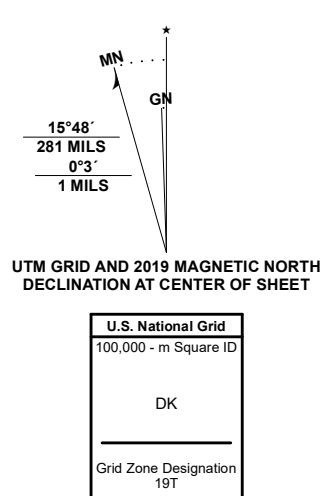 ★
MN
GN
15°48´
281 MILS
0°3´
1 MILS
UTM GRID AND 2019 MAGNETIC NORTH
DECLINATION AT CENTER OF SHEET
U.S. National Grid
100,000 - m Square ID
DK
Grid Zone Designation
19T